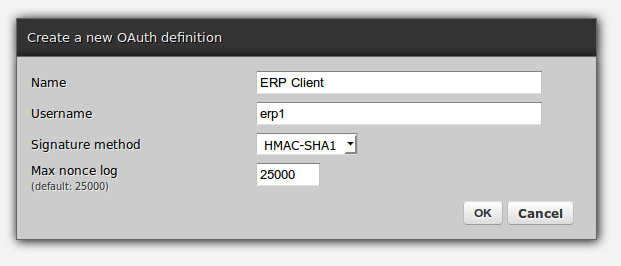 Create a new OAuth definition
Name ERP Client
Username erp1
Signature method HMAC-SHA1
Max nonce log 25000
(default: 25000)
OK Cancel